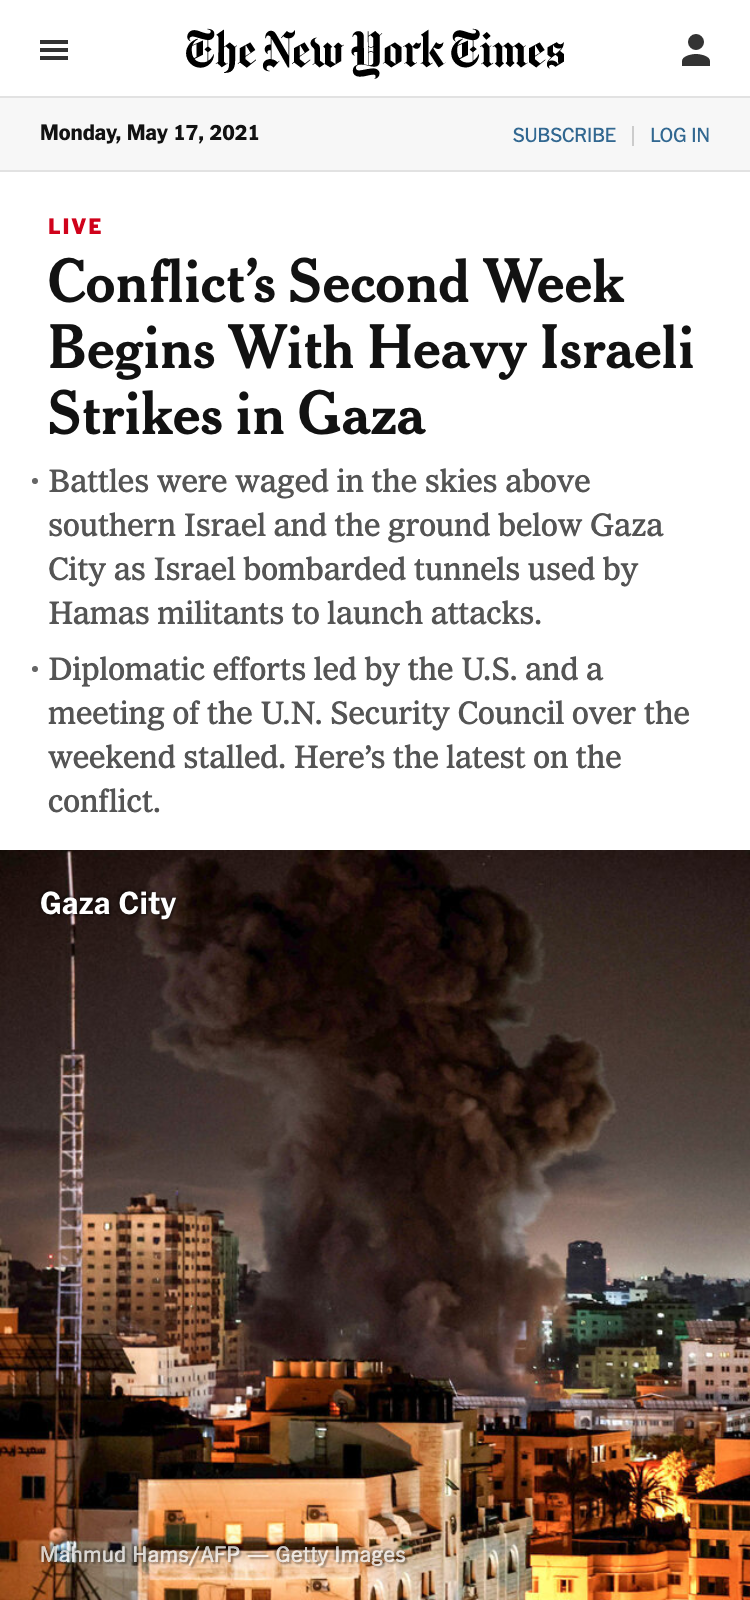 The New York Times
Monday, May 17, 2021
SUBSCRIBE | LOG IN
LIVE
Conflict’s Second Week
Begins With Heavy Israeli
Strikes in Gaza
• Battles were waged in the skies above
southern Israel and the ground below Gaza
City as Israel bombarded tunnels used by
Hamas militants to launch attacks.
• Diplomatic efforts led by the U.S. and a
meeting of the U.N. Security Council over the
weekend stalled. Here’s the latest on the
conflict.
Gaza City
Mahmud Hams/AFP — Getty Images